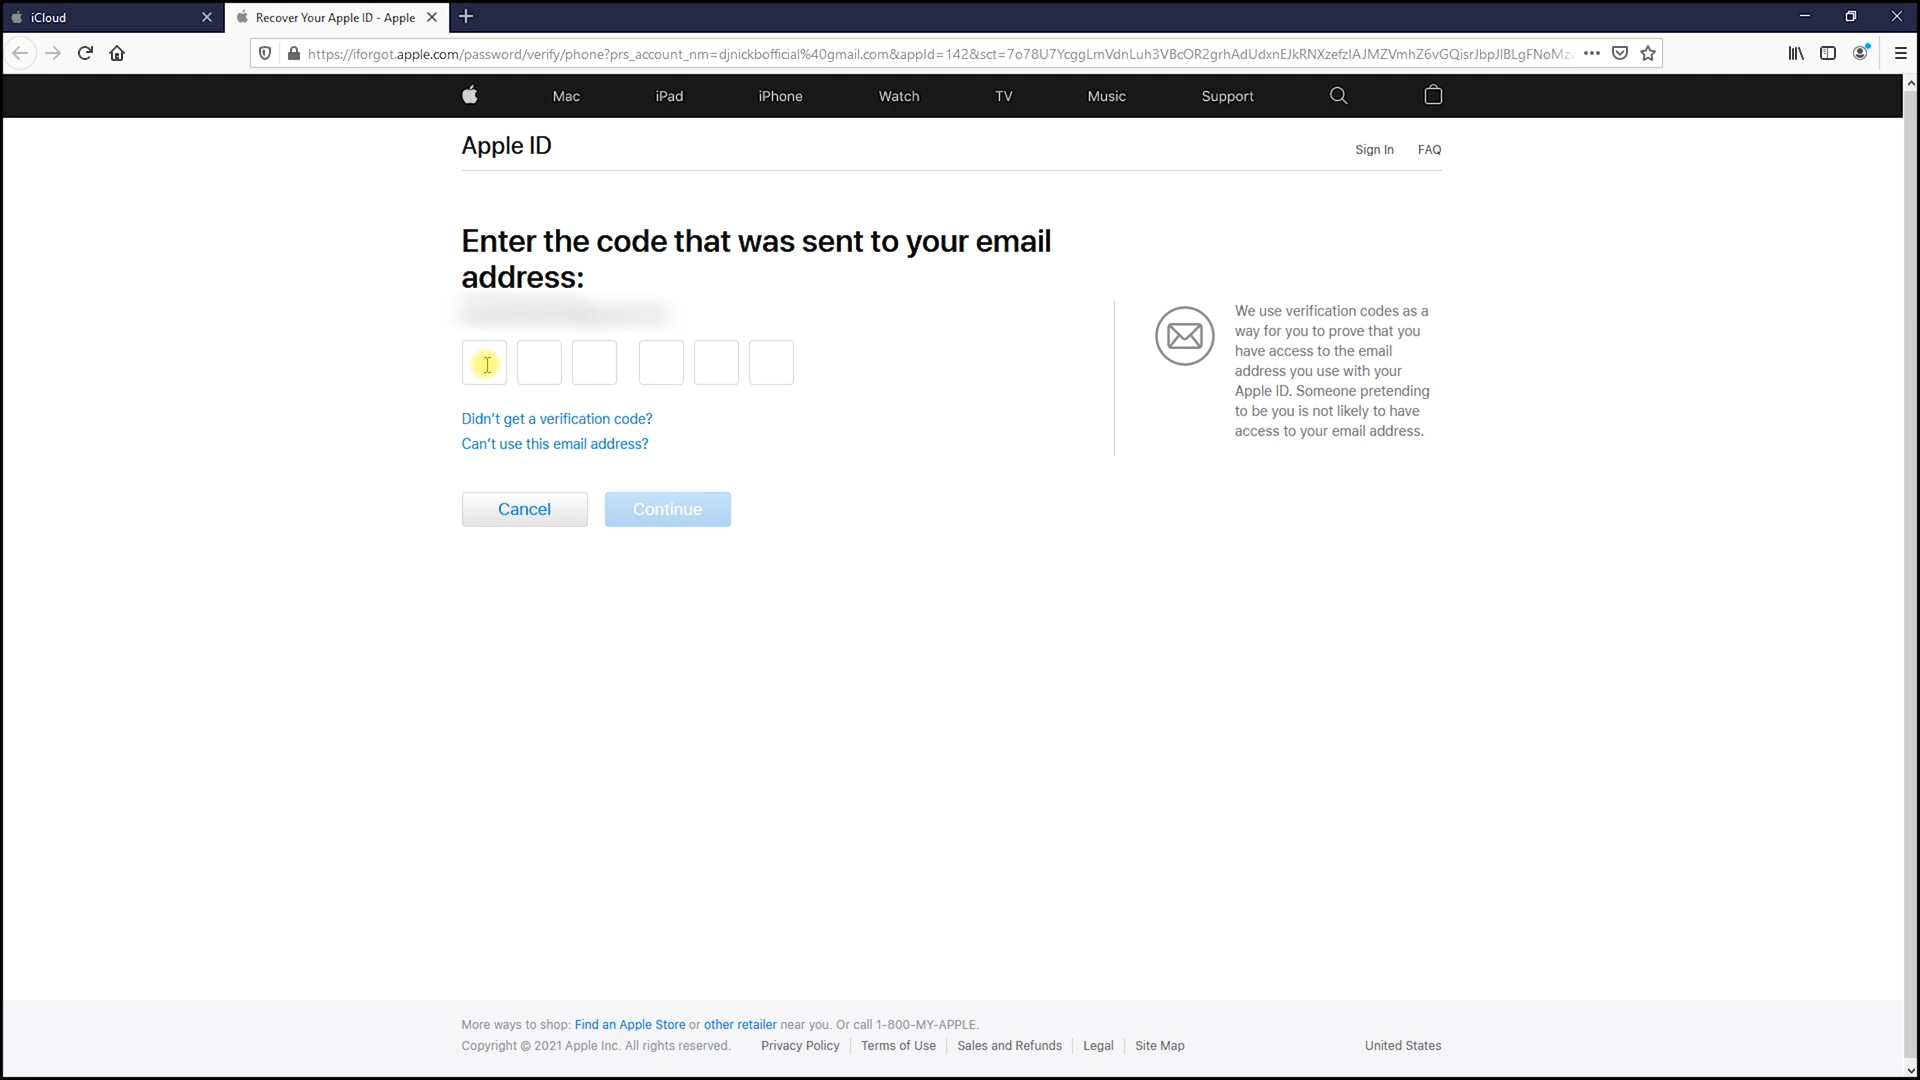 iCloud
Recover Your Apple ID - Apple
https://iforgot.apple.com/password/verify/phone?prs_account_nm=djnickbofficial%40gmail.com&appId=142&sct=7o78U7YcggLmVdnLuh3VBcOR2grhAdUdxnEJkRNXzefzIAJMZVmhZ6vGQisrJbpJIBLgFNoMz
Mac iPad iPhone Watch TV Music Support
Apple ID
Sign In FAQ
Enter the code that was sent to your email
address:
Didn't get a verification code?
Can't use this email address?
Cancel Continue
We use verification codes as a
way for you to prove that you
have access to the email
address you use with your
Apple ID. Someone pretending
to be you is not likely to have
access to your email address.
More ways to shop: Find an Apple Store or other retailer near you. Or call 1-800-MY-APPLE.
Copyright © 2021 Apple Inc. All rights reserved. Privacy Policy Terms of Use Sales and Refunds Legal Site Map United States